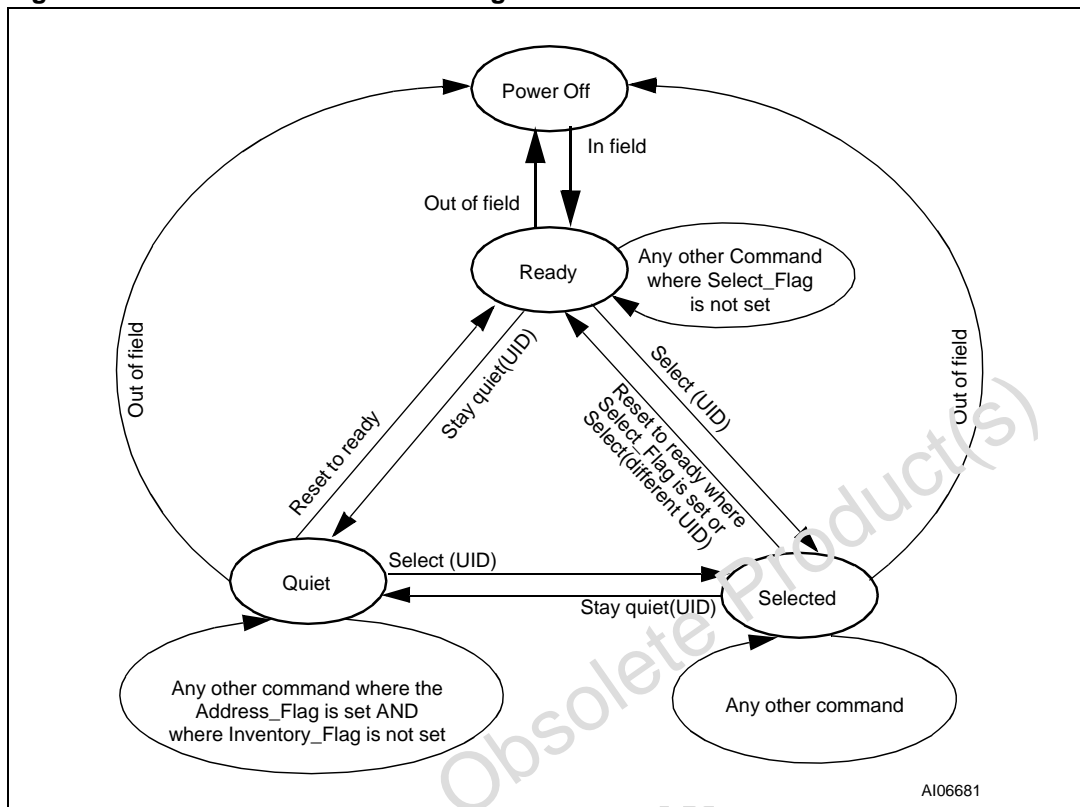 Power Off
In field
Out of field
Ready
Any other Command
where Select_Flag
is not set
Out of field
Out of field
Reset to ready
Stay quiet(UID)
Select (UID)
Reset to ready where
Select_Flag is set or
Select(different UID)
Quiet
Select (UID)
Stay quiet(UID)
Selected
Any other command where the
Address_Flag is set AND
where Inventory_Flag is not set
Any other command
Obsolete Product(s)
AI06681